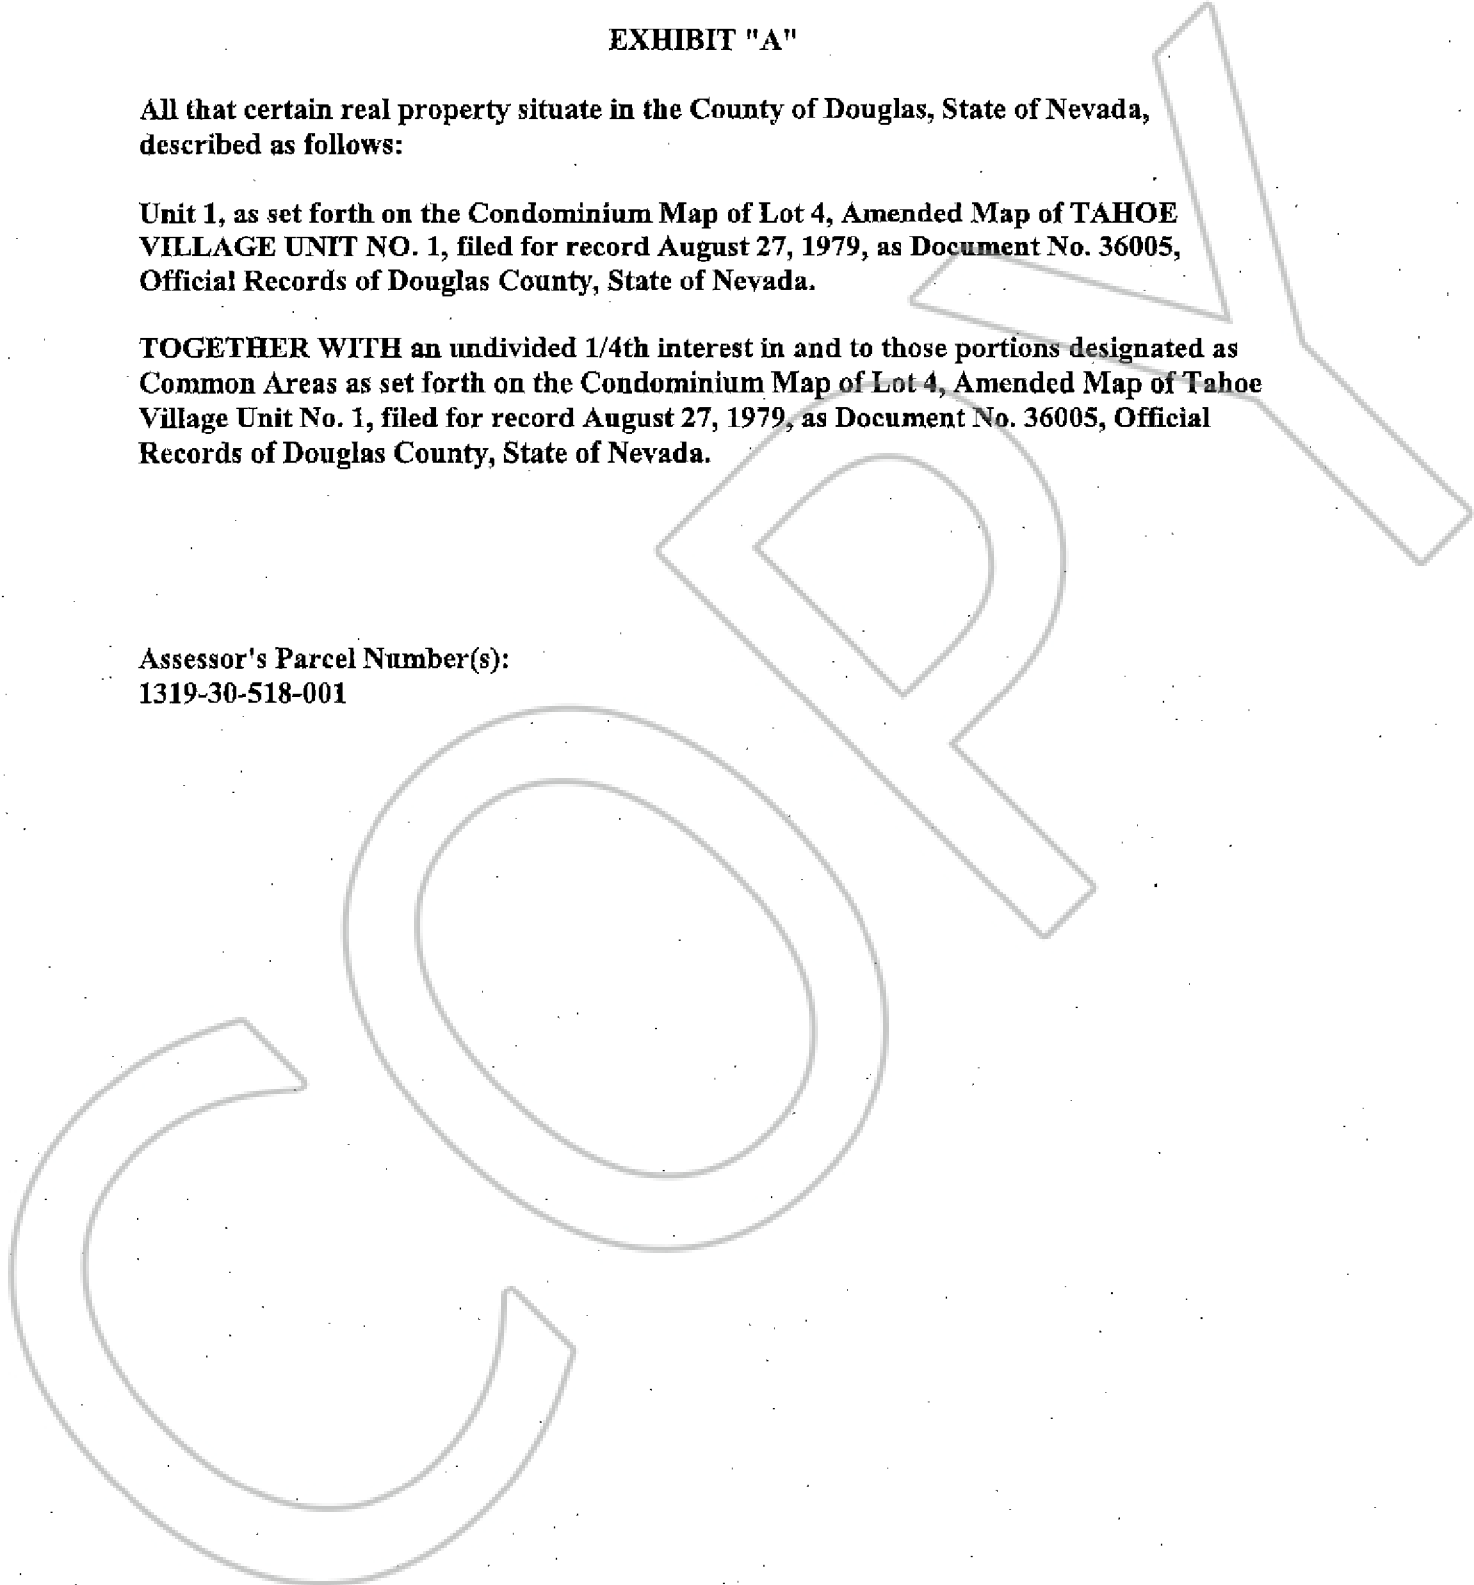 EXHIBIT "A"
All that certain real property situate in the County of Douglas, State of Nevada,
described as follows:
Unit 1, as set forth on the Condominium Map of Lot 4, Amended Map of TAHOE
VILLAGE UNIT NO. 1, filed for record August 27, 1979, as Document No. 36005,
Official Records of Douglas County, State of Nevada.
TOGETHER WITH an undivided 1/4th interest in and to those portions designated as
Common Areas as set forth on the Condominium Map of Lot 4, Amended Map of Tahoe
Village Unit No. 1, filed for record August 27, 1979, as Document No. 36005, Official
Records of Douglas County, State of Nevada.
Assessor's Parcel Number(s):
1319-30-518-001
COPY